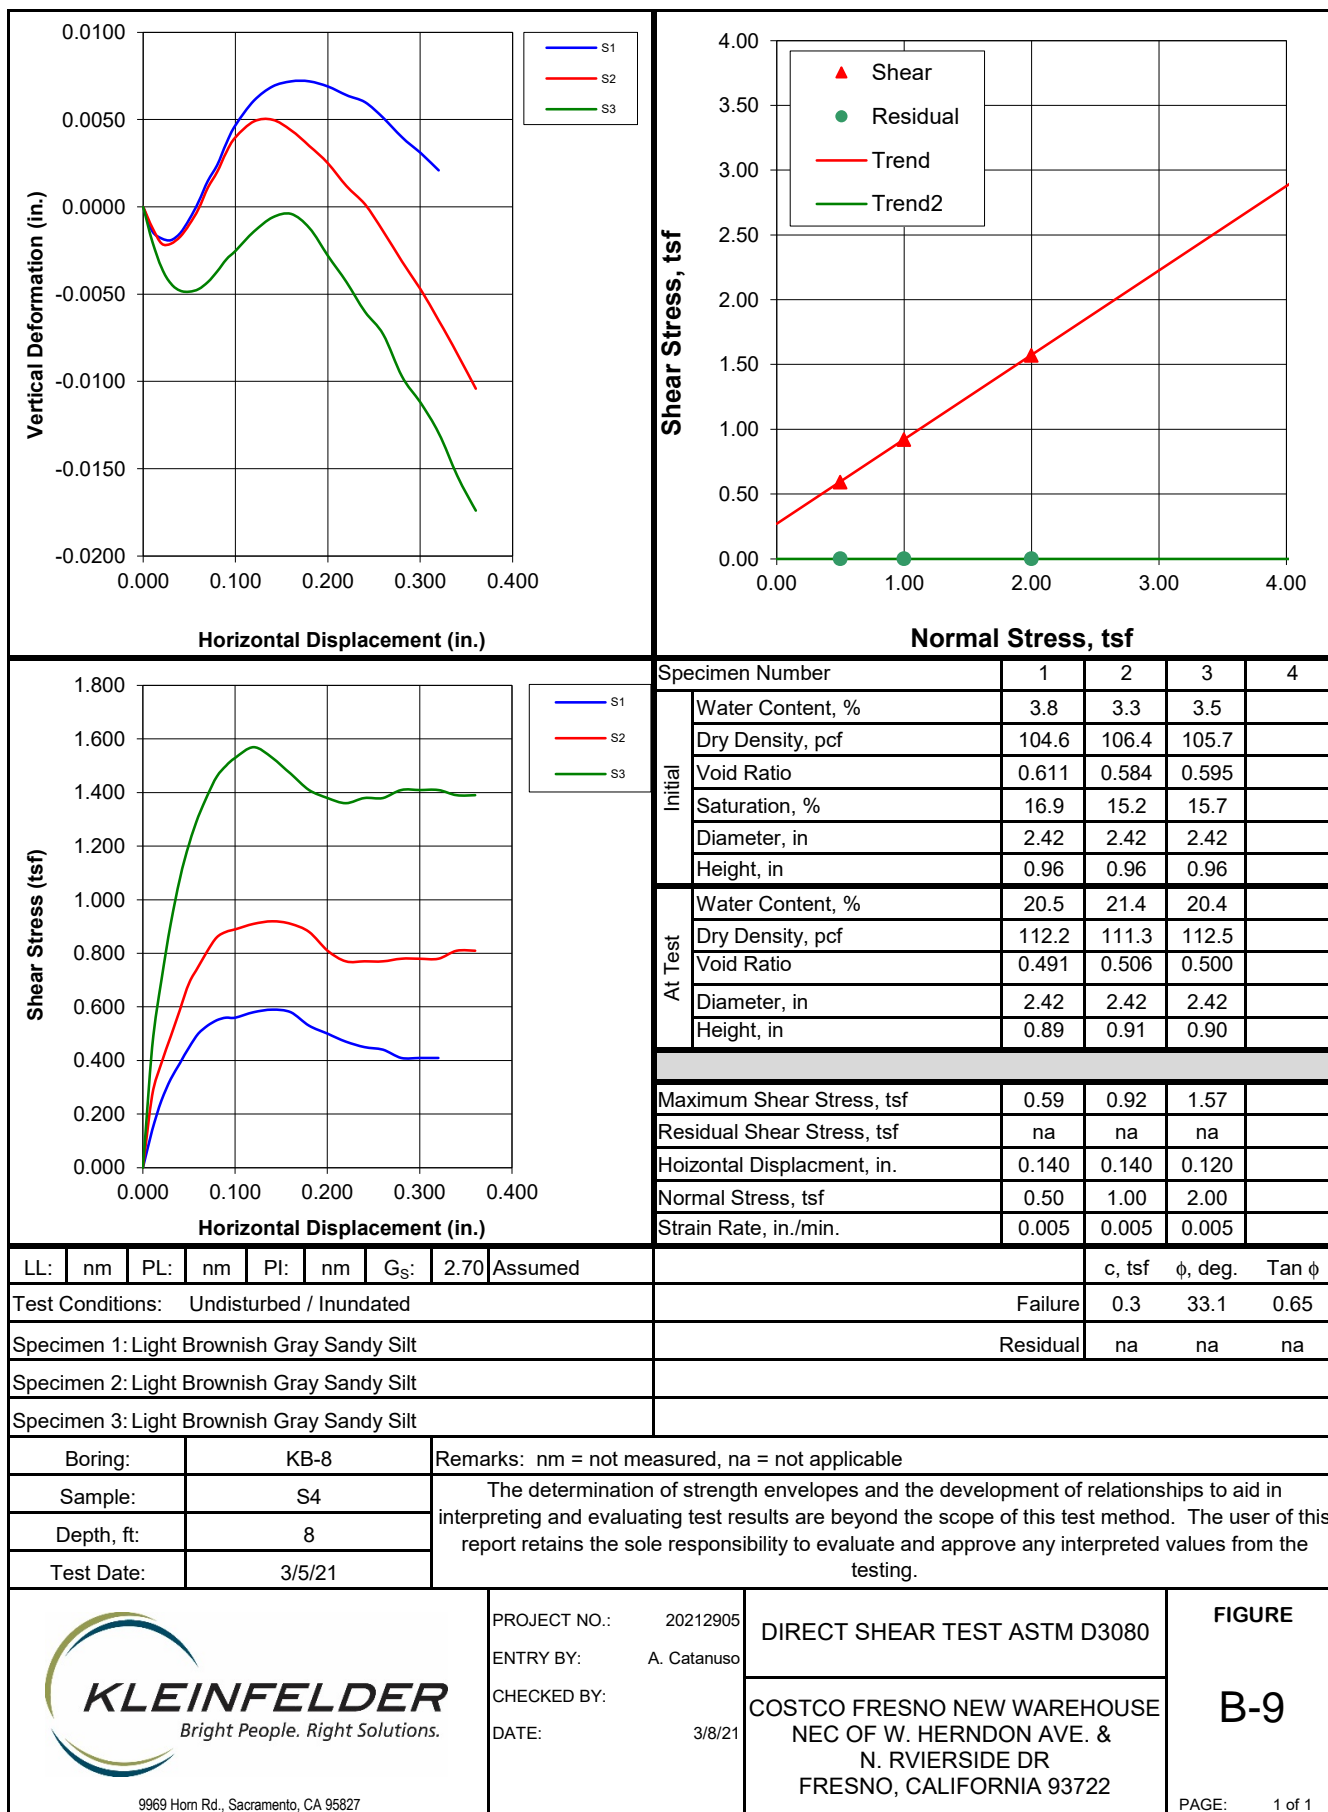 0.0100
0.0050
0.0000
-0.0050
-0.0100
-0.0150
-0.0200
0.000 0.100 0.200 0.300 0.400
Vertical Deformation (in.)
Horizontal Displacement (in.)
S1
S2
S3
4.00
3.50
3.00
2.50
2.00
1.50
1.00
0.50
0.00
0.00 1.00 2.00 3.00 4.00
Shear Stress, tsf
Normal Stress, tsf
Shear
Residual
Trend
Trend2
1.800
1.600
1.400
1.200
1.000
0.800
0.600
0.400
0.200
0.000
0.000 0.100 0.200 0.300 0.400
Shear Stress (tsf)
Horizontal Displacement (in.)
S1
S2
S3
Specimen Number 1 2 3 4
Initial
Water Content, % 3.8 3.3 3.5
Dry Density, pcf 104.6 106.4 105.7
Void Ratio 0.611 0.584 0.595
Saturation, % 16.9 15.2 15.7
Diameter, in 2.42 2.42 2.42
Height, in 0.96 0.96 0.96
At Test
Water Content, % 20.5 21.4 20.4
Dry Density, pcf 112.2 111.3 112.5
Void Ratio 0.491 0.506 0.500
Diameter, in 2.42 2.42 2.42
Height, in 0.89 0.91 0.90
Maximum Shear Stress, tsf 0.59 0.92 1.57
Residual Shear Stress, tsf na na na
Hoizontal Displacment, in. 0.140 0.140 0.120
Normal Stress, tsf 0.50 1.00 2.00
Strain Rate, in./min. 0.005 0.005 0.005
LL: nm PL: nm PI: nm GS: 2.70 Assumed
c, tsf ϕ, deg. Tan ϕ
Test Conditions: Undisturbed / Inundated
Failure 0.3 33.1 0.65
Specimen 1: Light Brownish Gray Sandy Silt
Residual na na na
Specimen 2: Light Brownish Gray Sandy Silt
Specimen 3: Light Brownish Gray Sandy Silt
Boring: KB-8
Sample: S4
Depth, ft: 8
Test Date: 3/5/21
Remarks: nm = not measured, na = not applicable
The determination of strength envelopes and the development of relationships to aid in
interpreting and evaluating test results are beyond the scope of this test method. The user of this
report retains the sole responsibility to evaluate and approve any interpreted values from the
testing.
KLEINFELDER
Bright People. Right Solutions.
9969 Horn Rd., Sacramento, CA 95827
PROJECT NO.: 20212905
ENTRY BY: A. Catanuso
CHECKED BY:
DATE: 3/8/21
DIRECT SHEAR TEST ASTM D3080
COSTCO FRESNO NEW WAREHOUSE
NEC OF W. HERNDON AVE. &
N. RVIERSIDE DR
FRESNO, CALIFORNIA 93722
FIGURE
B-9
PAGE: 1 of 1